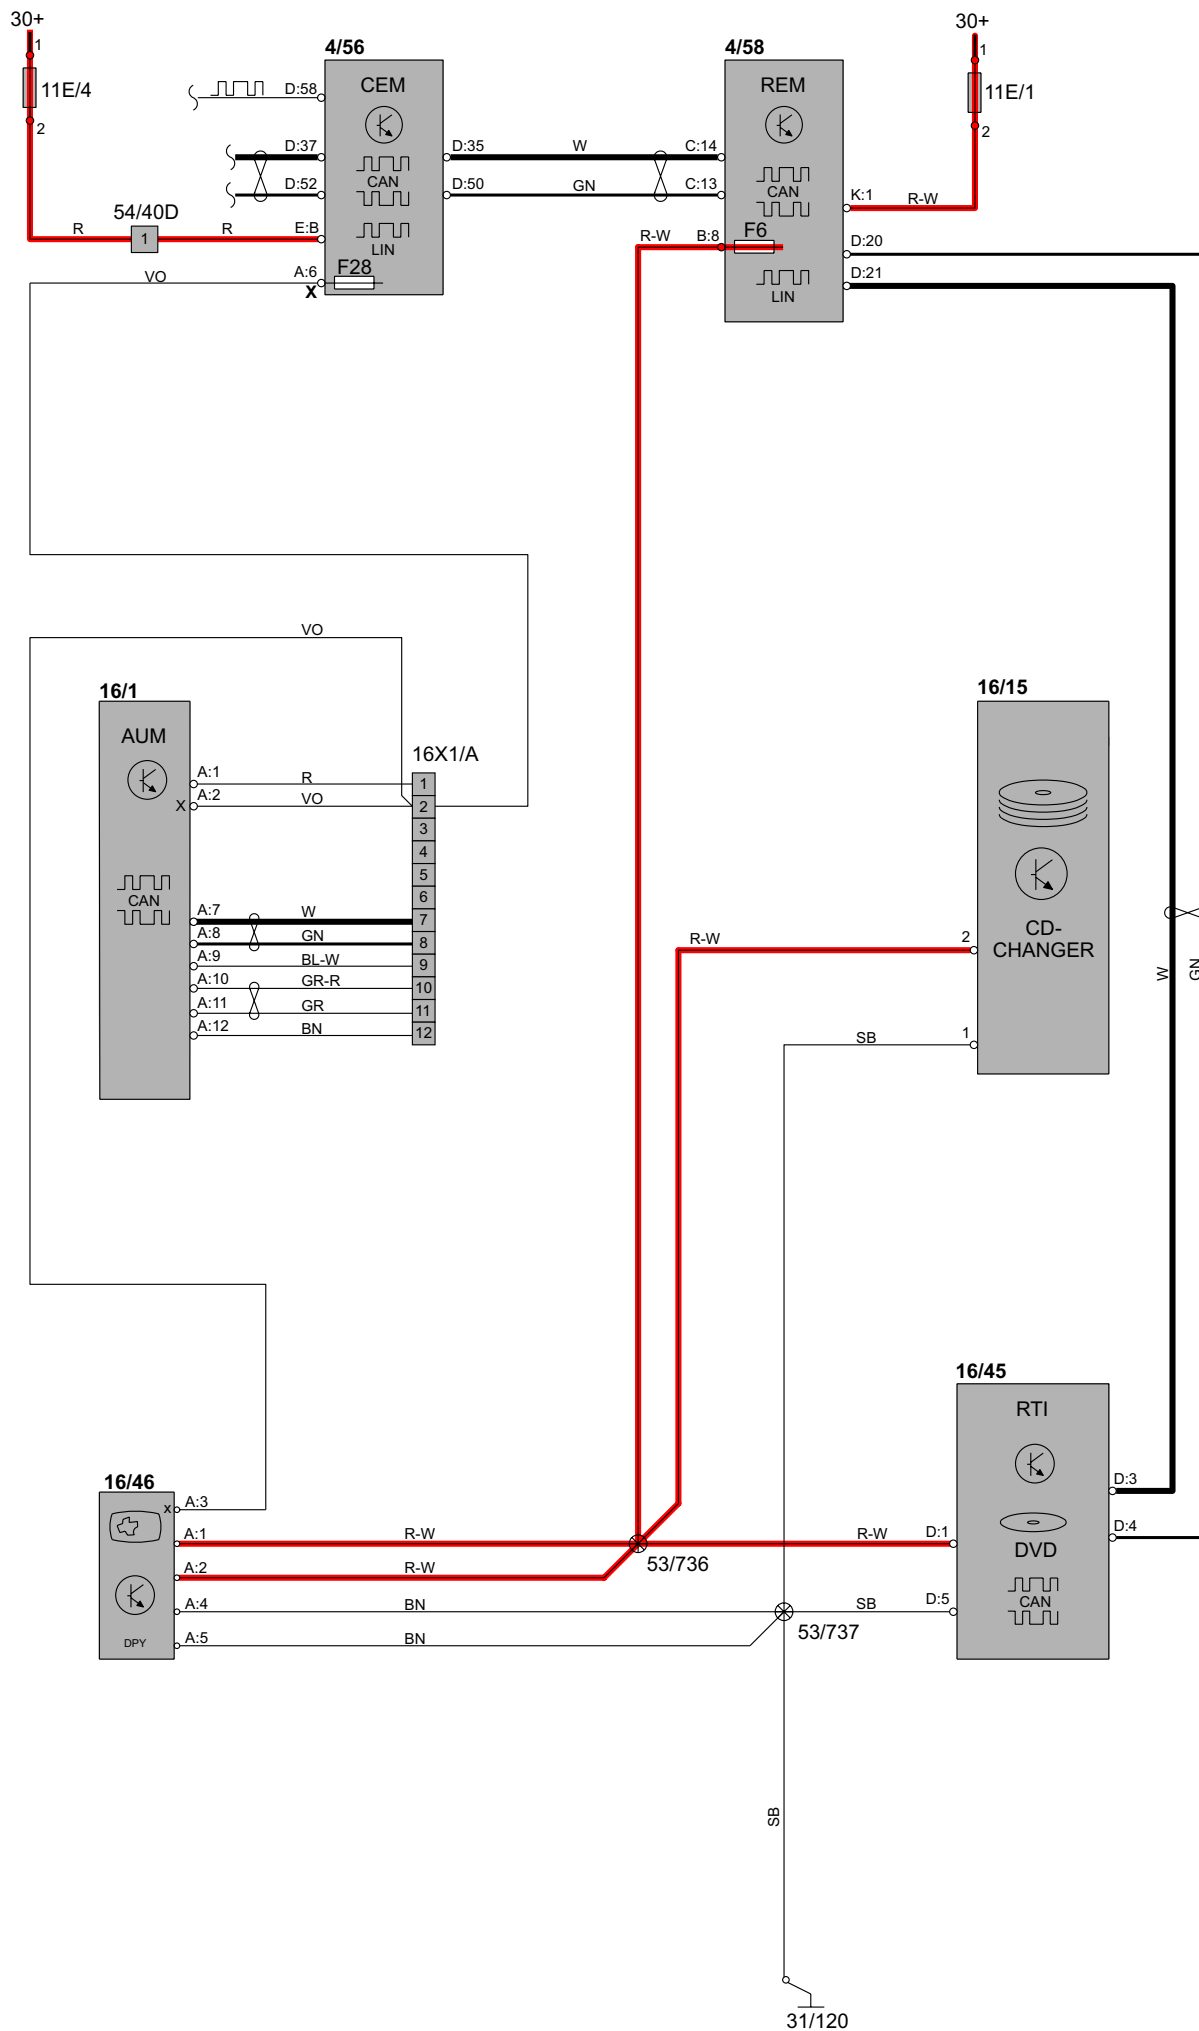 30+
30+
1
4/56
4/58
1
11E/4
D:58
CEM
REM
11E/1
2
2
D:37
D:35
W
C:14
CAN
D:52
D:50
GN
C:13
CAN
K:1
R-W
54/40D
R
1
R
E:B
LIN
R-W
B:8
F6
D:20
VO
A:6
F28
X
D:21
LIN
VO
16/1
16/15
AUM
16X1/A
A:1
R
1
X
A:2
VO
2
3
4
5
6
CAN
A:7
W
7
A:8
GN
8
A:9
BL-W
9
A:10
GR-R
10
A:11
GR
11
A:12
BN
12
R-W
2
CD-
CHANGER
W
GN
SB
1
16/45
RTI
16/46
D:3
X
A:3
A:1
R-W
R-W
D:1
D:4
DVD
53/736
A:2
R-W
A:4
BN
SB
D:5
CAN
53/737
DPY
A:5
BN
SB
31/120